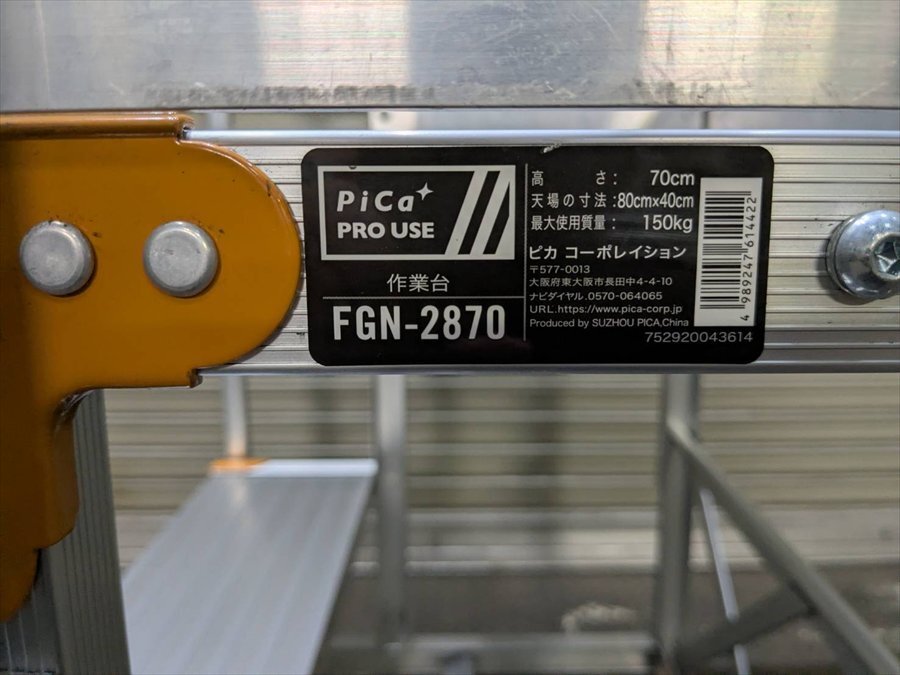 PiCa
PRO USE
作業台
FGN-2870
高 さ: 70cm
天場の寸法:80cm×40cm
最大使用質量: 150kg
ピカ コーポレイション
〒577-0013
大阪府東大阪市長田中4-4-10
ナビダイヤル.0570-064065
URL.https://www.pica-corp.jp
Produced by SUZHOU PICA,China
752920043614
4 989247 614422